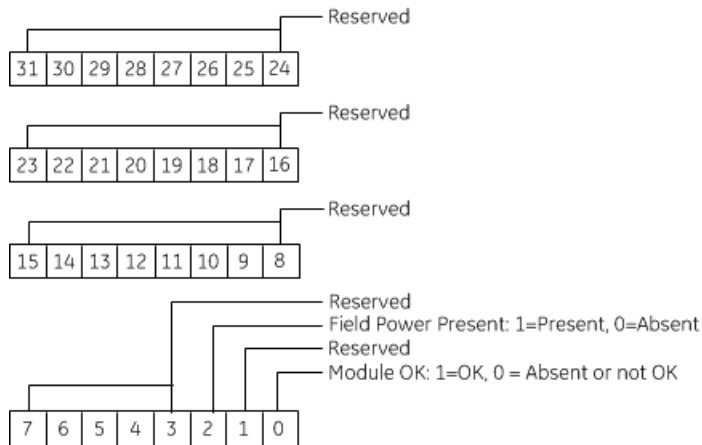 Reserved
31 30 29 28 27 26 25 24
Reserved
23 22 21 20 19 18 17 16
Reserved
15 14 13 12 11 10 9 8
Reserved
Field Power Present: 1=Present, 0=Absent
Reserved
Module OK: 1=OK, 0 = Absent or not OK
7 6 5 4 3 2 1 0